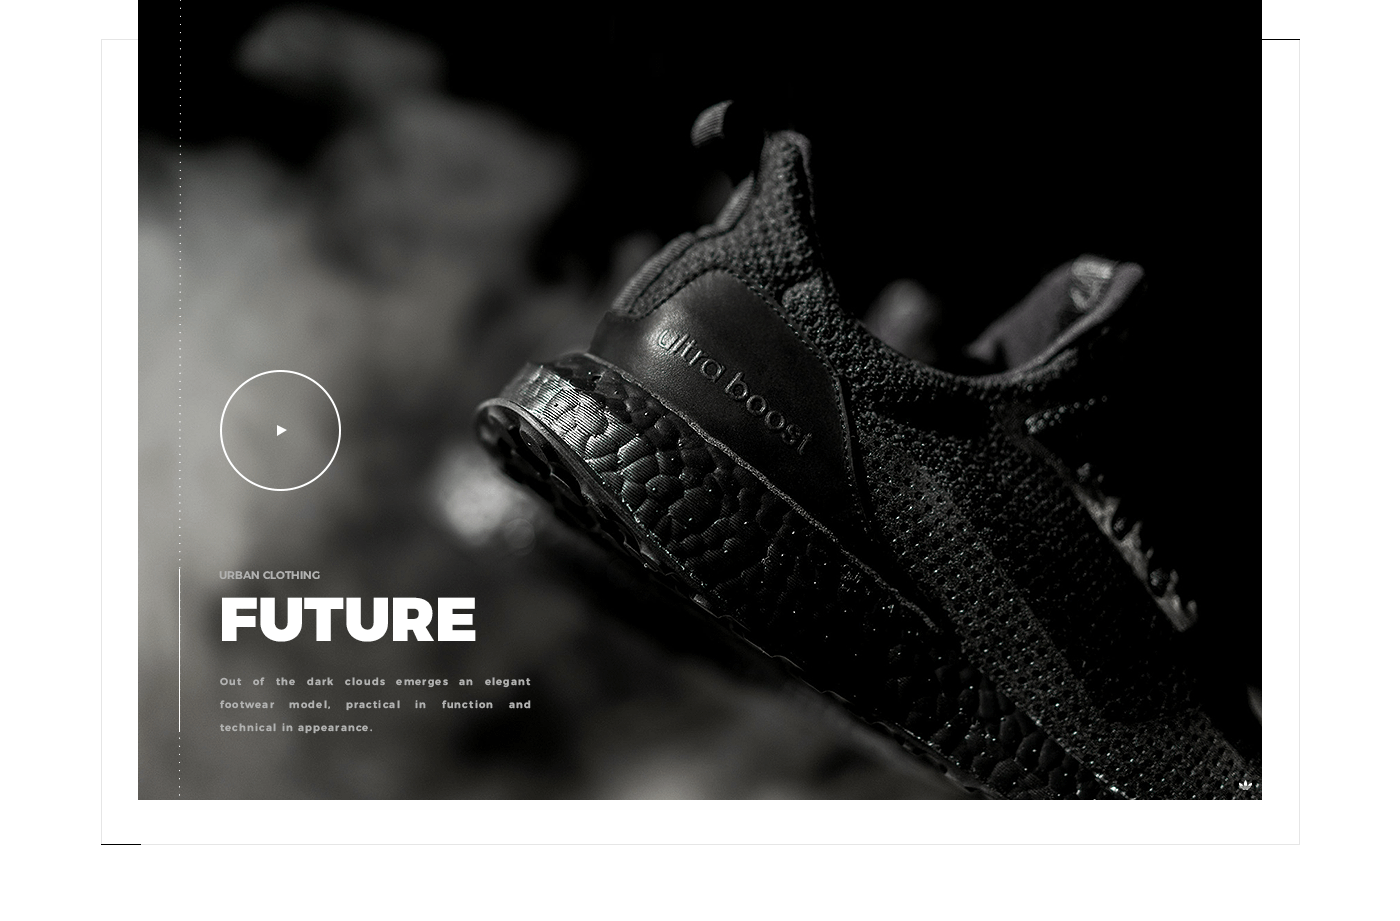 ultra boost
URBAN CLOTHING
FUTURE
Out of the dark clouds emerges an elegant
footwear model, practical in function and
technical in appearance.